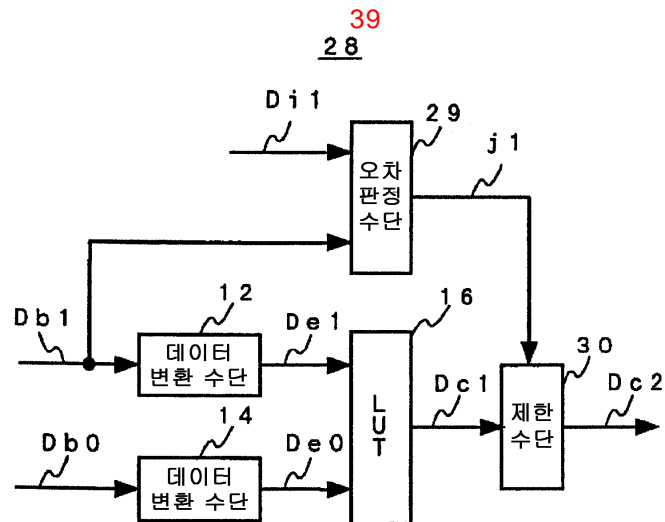 39
28
Di1
29
오차
판정
수단
j1
Db1
12
데이터
변환 수단
De1
16
LUT
Dc1
30
제한
수단
Dc2
Db0
14
데이터
변환 수단
De0